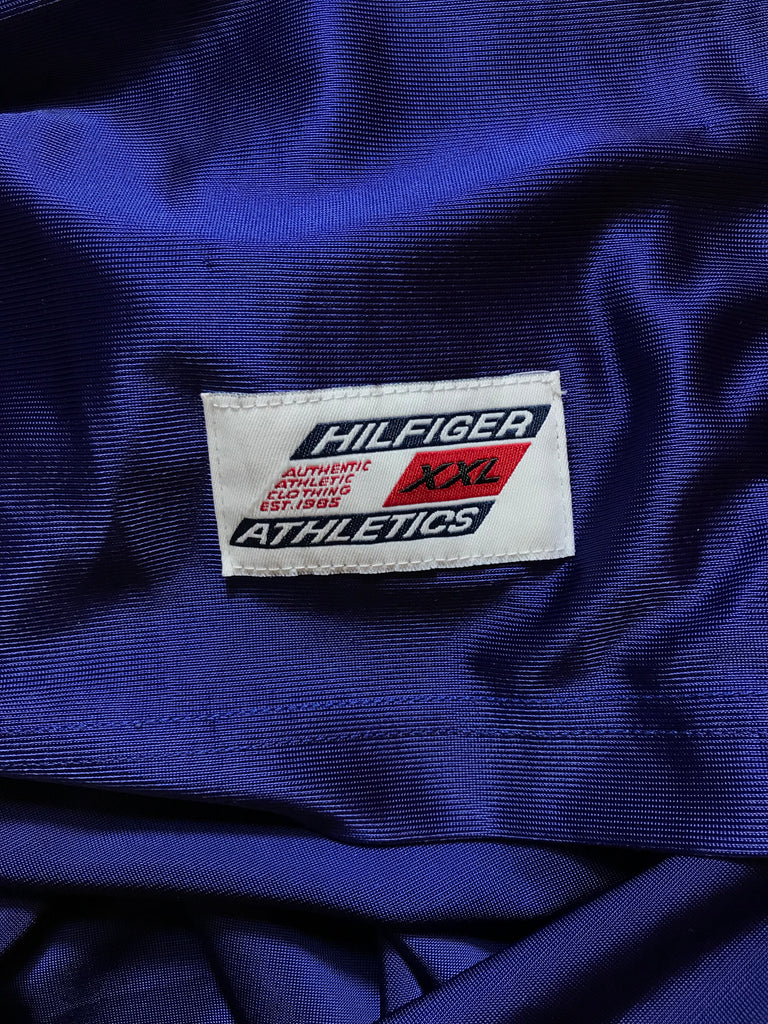 HILFIGER
AUTHENTIC
ATHLETIC
CLOTHING
EST.1985
XXL
ATHLETICS